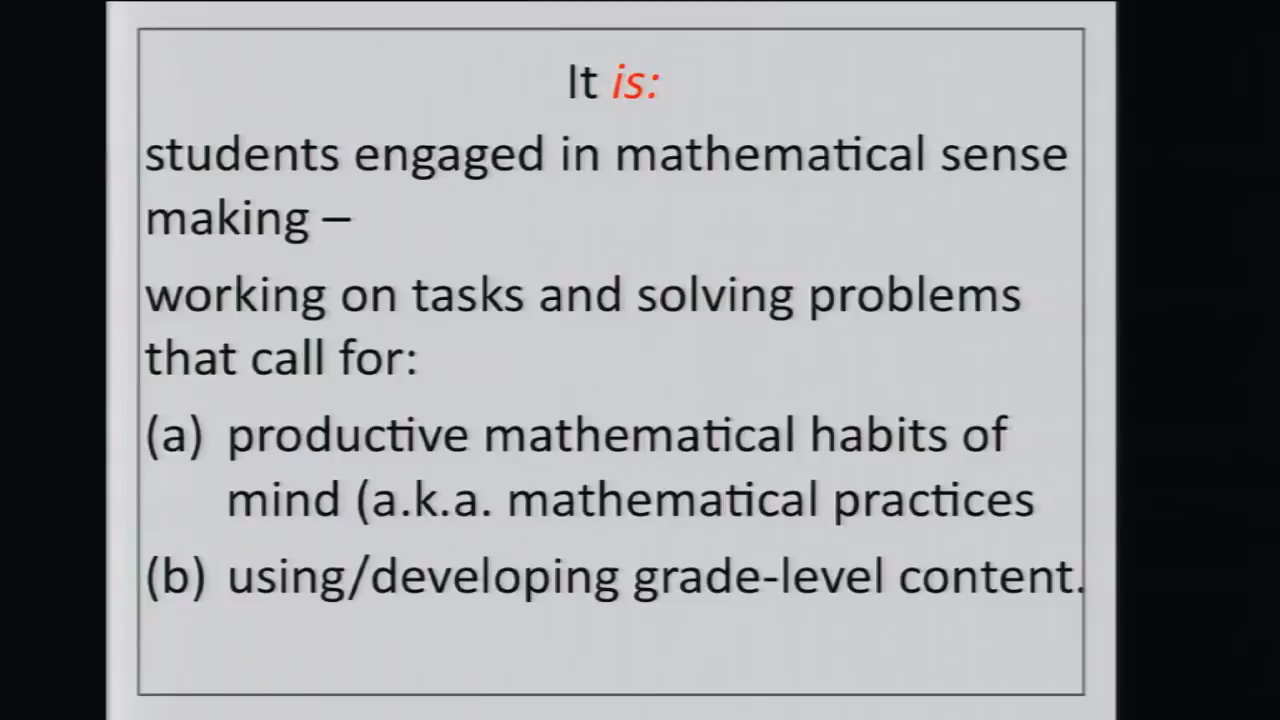 It is:
students engaged in mathematical sense
making –
working on tasks and solving problems
that call for:
(a) productive mathematical habits of
mind (a.k.a. mathematical practices
(b) using/developing grade-level content.